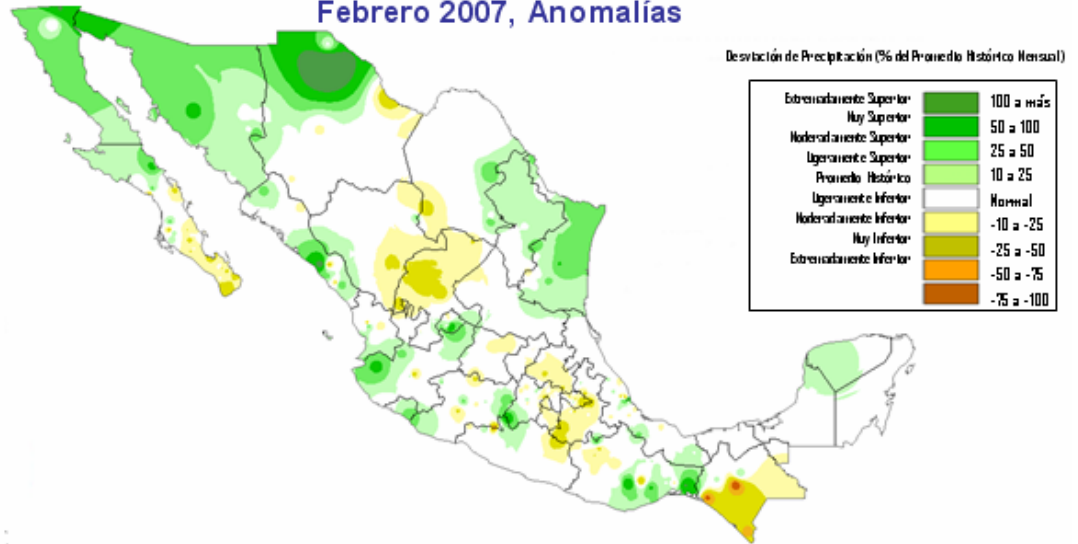 Febrero 2007, Anomalías
Desviación de Precipitación (% del Promedio Histórico Mensual)
Extremadamente Superior
100 a más
Muy Superior
50 a 100
Moderadamente Superior
25 a 50
Ligeramente Superior
10 a 25
Promedio Histórico
Normal
Ligeramente Inferior
-10 a -25
Moderadamente Inferior
-25 a -50
Muy Inferior
-50 a -75
Extremadamente Inferior
-75 a -100